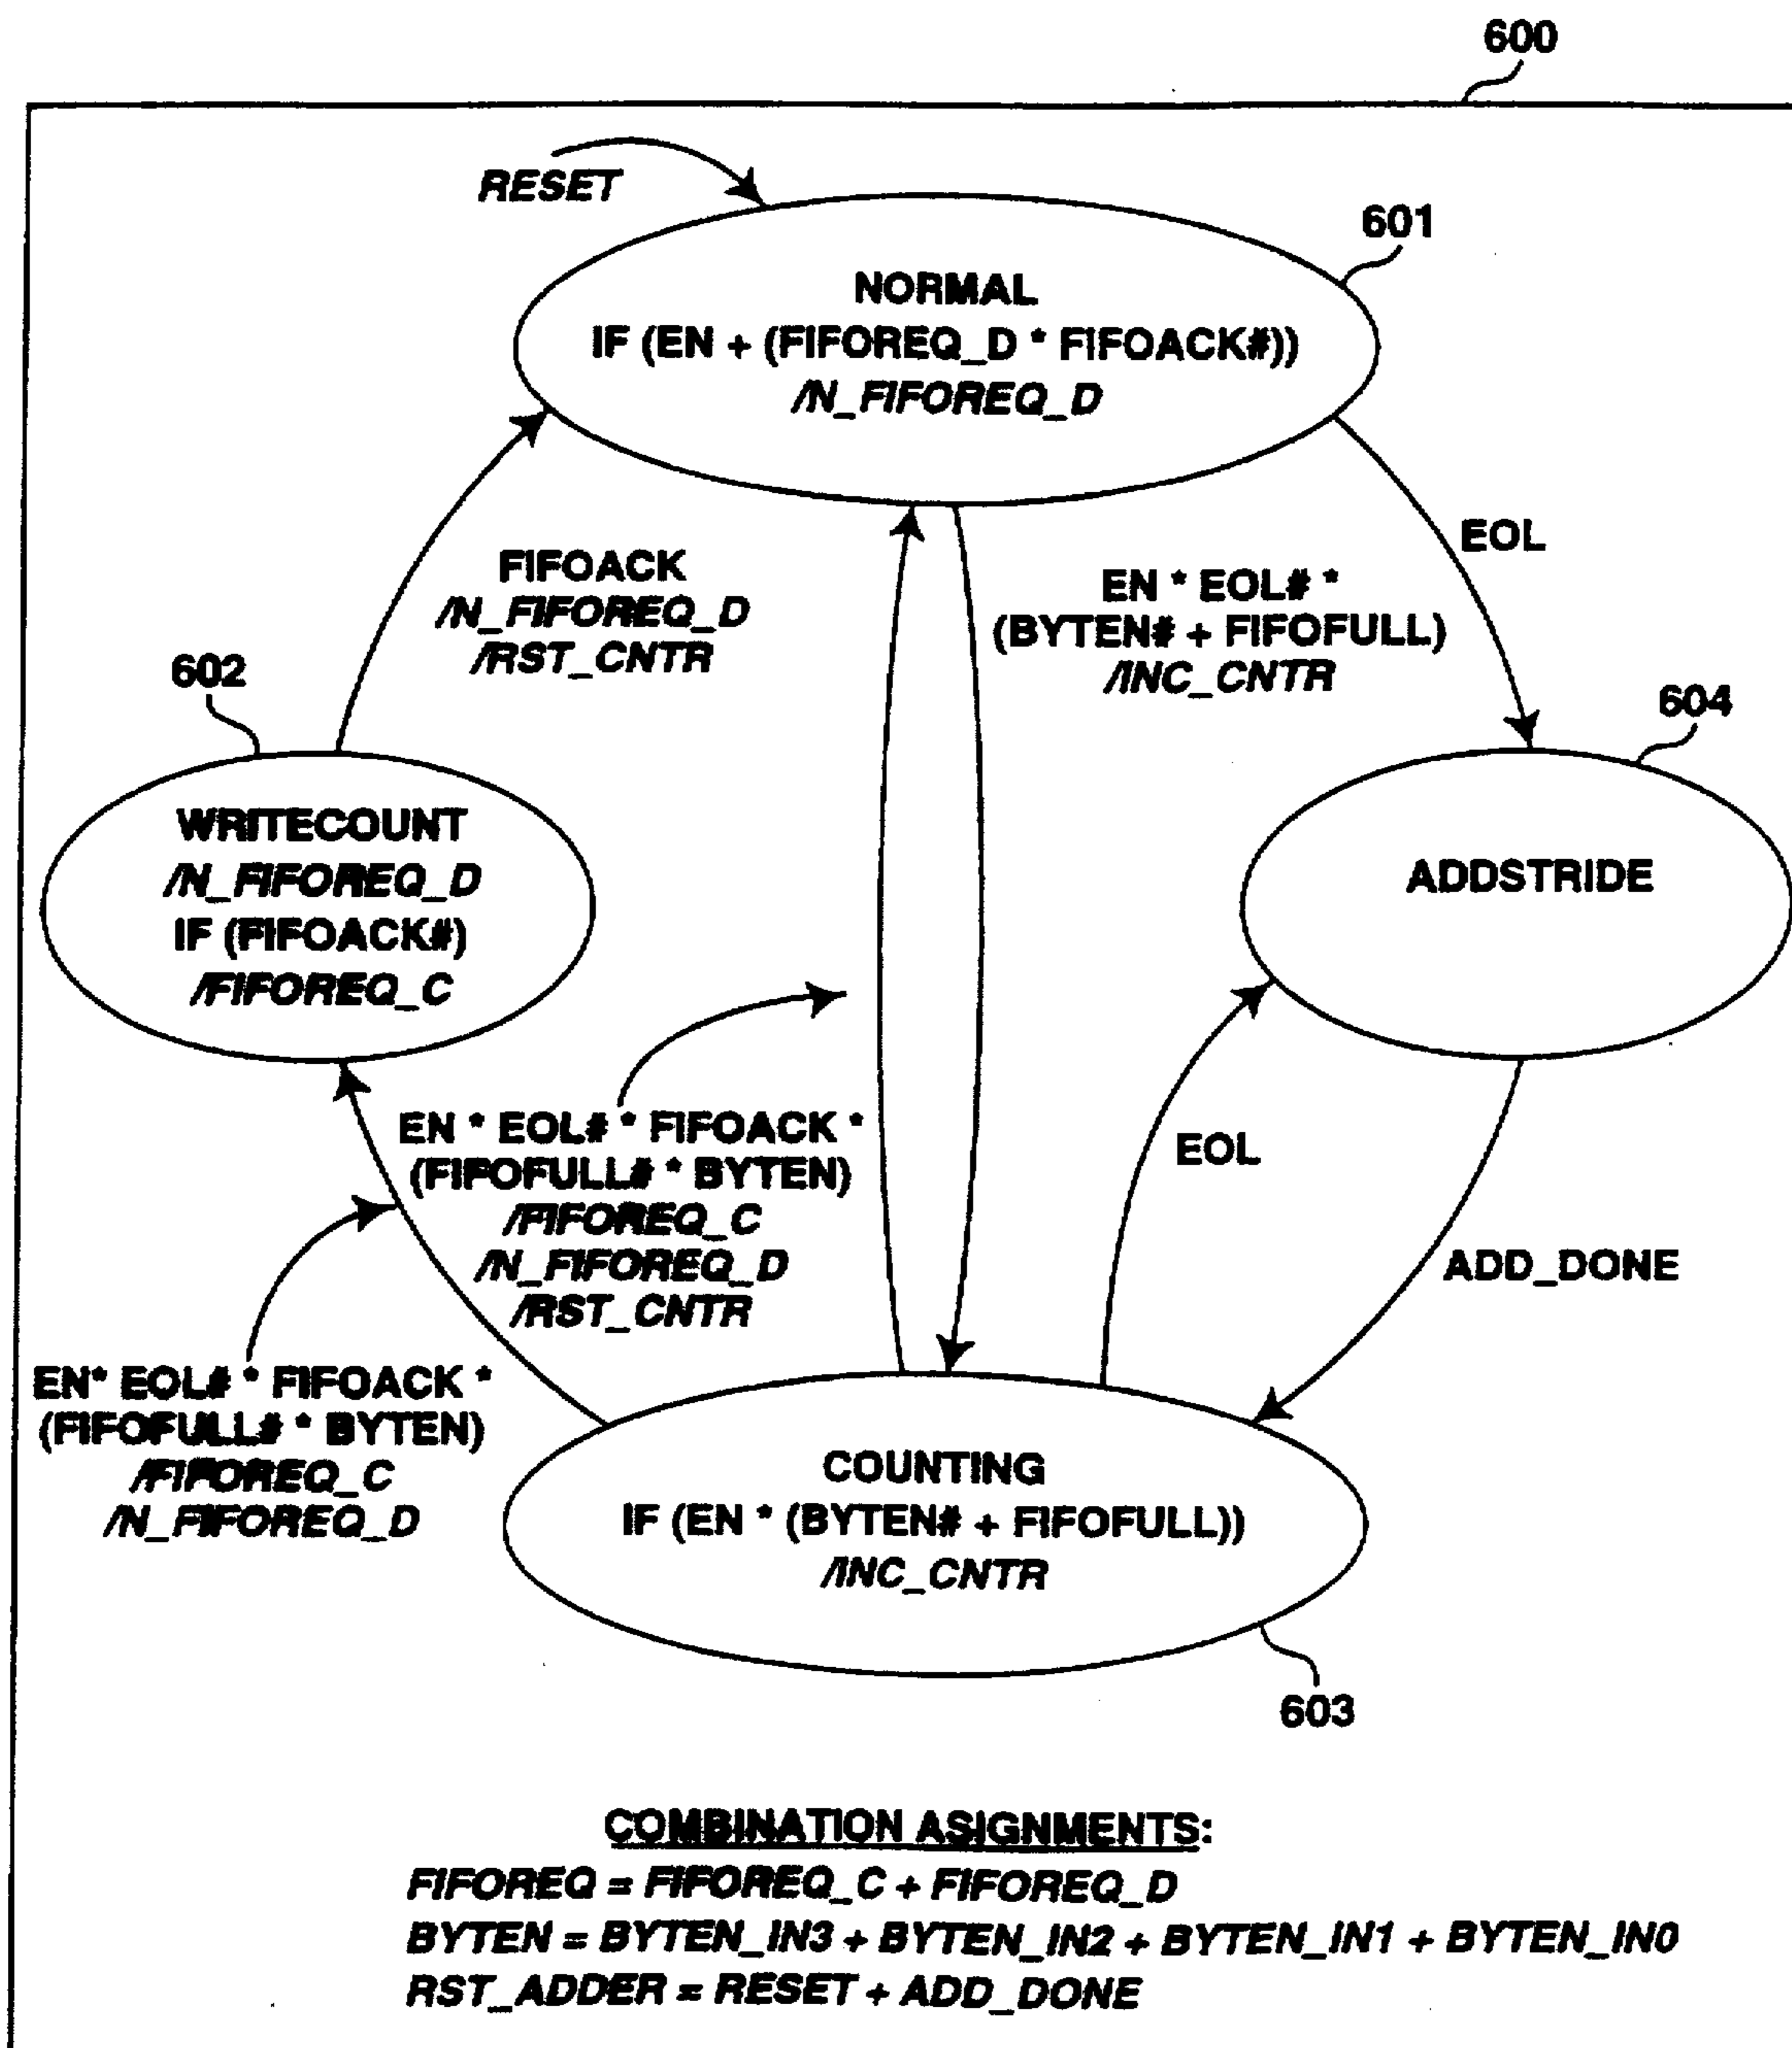 600
RESET
601
NORMAL
IF (EN + (FIFOREQ_D * FIFOACK#))
/N_FIFOREQ_D
EOL
FIFOACK
/N_FIFOREQ_D
/RST_CNTR
EN * EOL# *
(BYTEN# + FIFOFULL)
/INC_CNTR
602
604
WRITECOUNT
/N_FIFOREQ_D
IF (FIFOACK#)
/FIFOREQ_C
ADDSTRIDE
EN * EOL# * FIFOACK *
(FIFOFULL# * BYTEN)
/FIFOREQ_C
/N_FIFOREQ_D
/RST_CNTR
EOL
ADD_DONE
EN* EOL# * FIFOACK *
(FIFOFULL# * BYTEN)
/FIFOREQ_C
/N_FIFOREQ_D
COUNTING
IF (EN * (BYTEN# + FIFOFULL))
/INC_CNTR
603
COMBINATION ASIGNMENTS:
FIFOREQ = FIFOREQ_C + FIFOREQ_D
BYTEN = BYTEN_IN3 + BYTEN_IN2 + BYTEN_IN1 + BYTEN_IN0
RST_ADDER = RESET + ADD_DONE